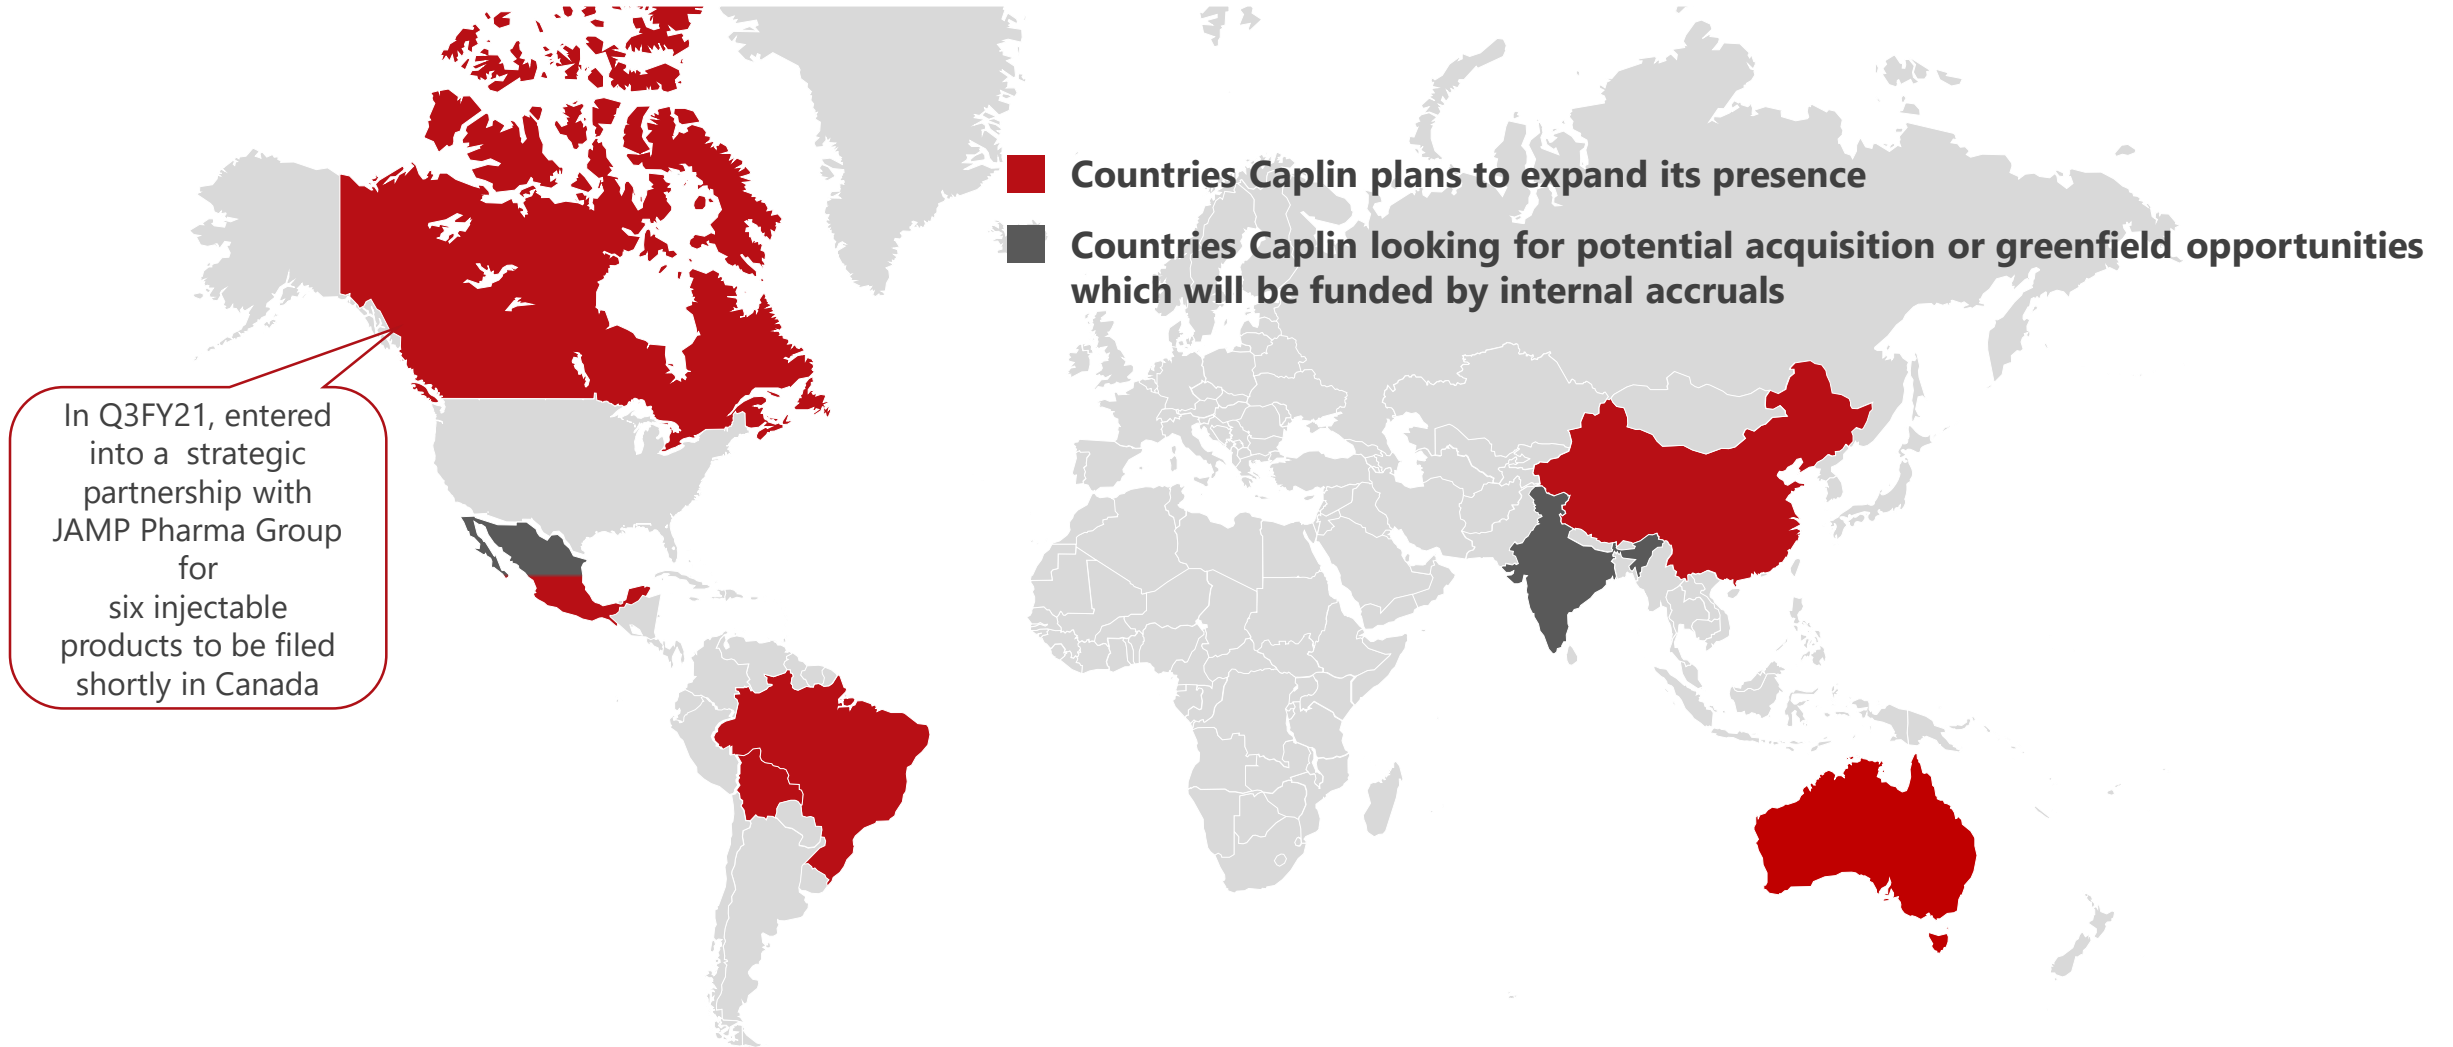 Countries Caplin plans to expand its presence
Countries Caplin looking for potential acquisition or greenfield opportunities
which will be funded by internal accruals
In Q3FY21, entered
into a strategic
partnership with
JAMP Pharma Group
for
six injectable
products to be filed
shortly in Canada